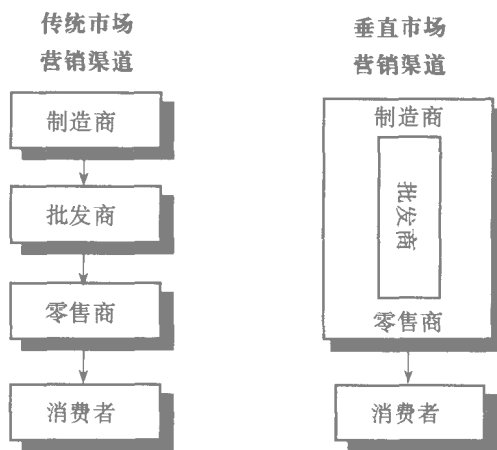 传统市场
营销渠道
制造商
批发商
零售商
消费者
垂直市场
营销渠道
制造商
批发商
零售商
消费者